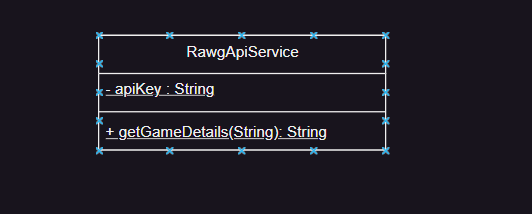 RawgApiService
- apiKey : String
+ getGameDetails(String): String